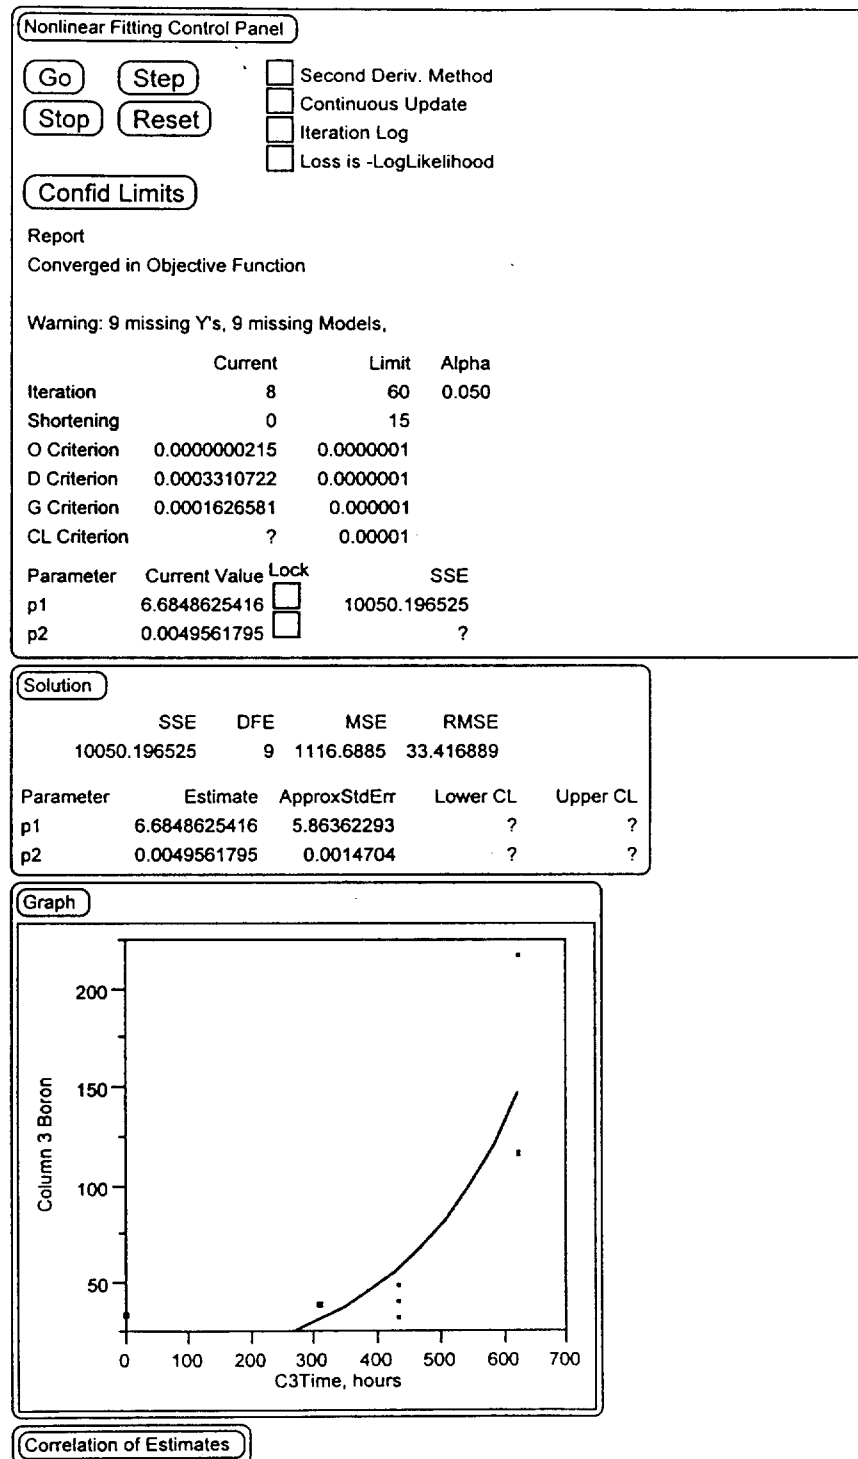 Nonlinear Fitting Control Panel
Go Step
Stop Reset
Second Deriv. Method
Continuous Update
Iteration Log
Loss is -LogLikelihood
Confid Limits
Report
Converged in Objective Function
Warning: 9 missing Y's, 9 missing Models,
Current Limit Alpha
Iteration 8 60 0.050
Shortening 0 15
O Criterion 0.0000000215 0.0000001
D Criterion 0.0003310722 0.0000001
G Criterion 0.0001626581 0.000001
CL Criterion ? 0.00001
Parameter Current Value Lock SSE
p1 6.6848625416 10050.196525
p2 0.0049561795 ?
Solution
SSE DFE MSE RMSE
10050.196525 9 1116.6885 33.416889
Parameter Estimate ApproxStdErr Lower CL Upper CL
p1 6.6848625416 5.86362293 ? ?
p2 0.0049561795 0.0014704 ? ?
Graph
200
150
100
50
Column 3 Boron
0 100 200 300 400 500 600 700
C3Time, hours
Correlation of Estimates